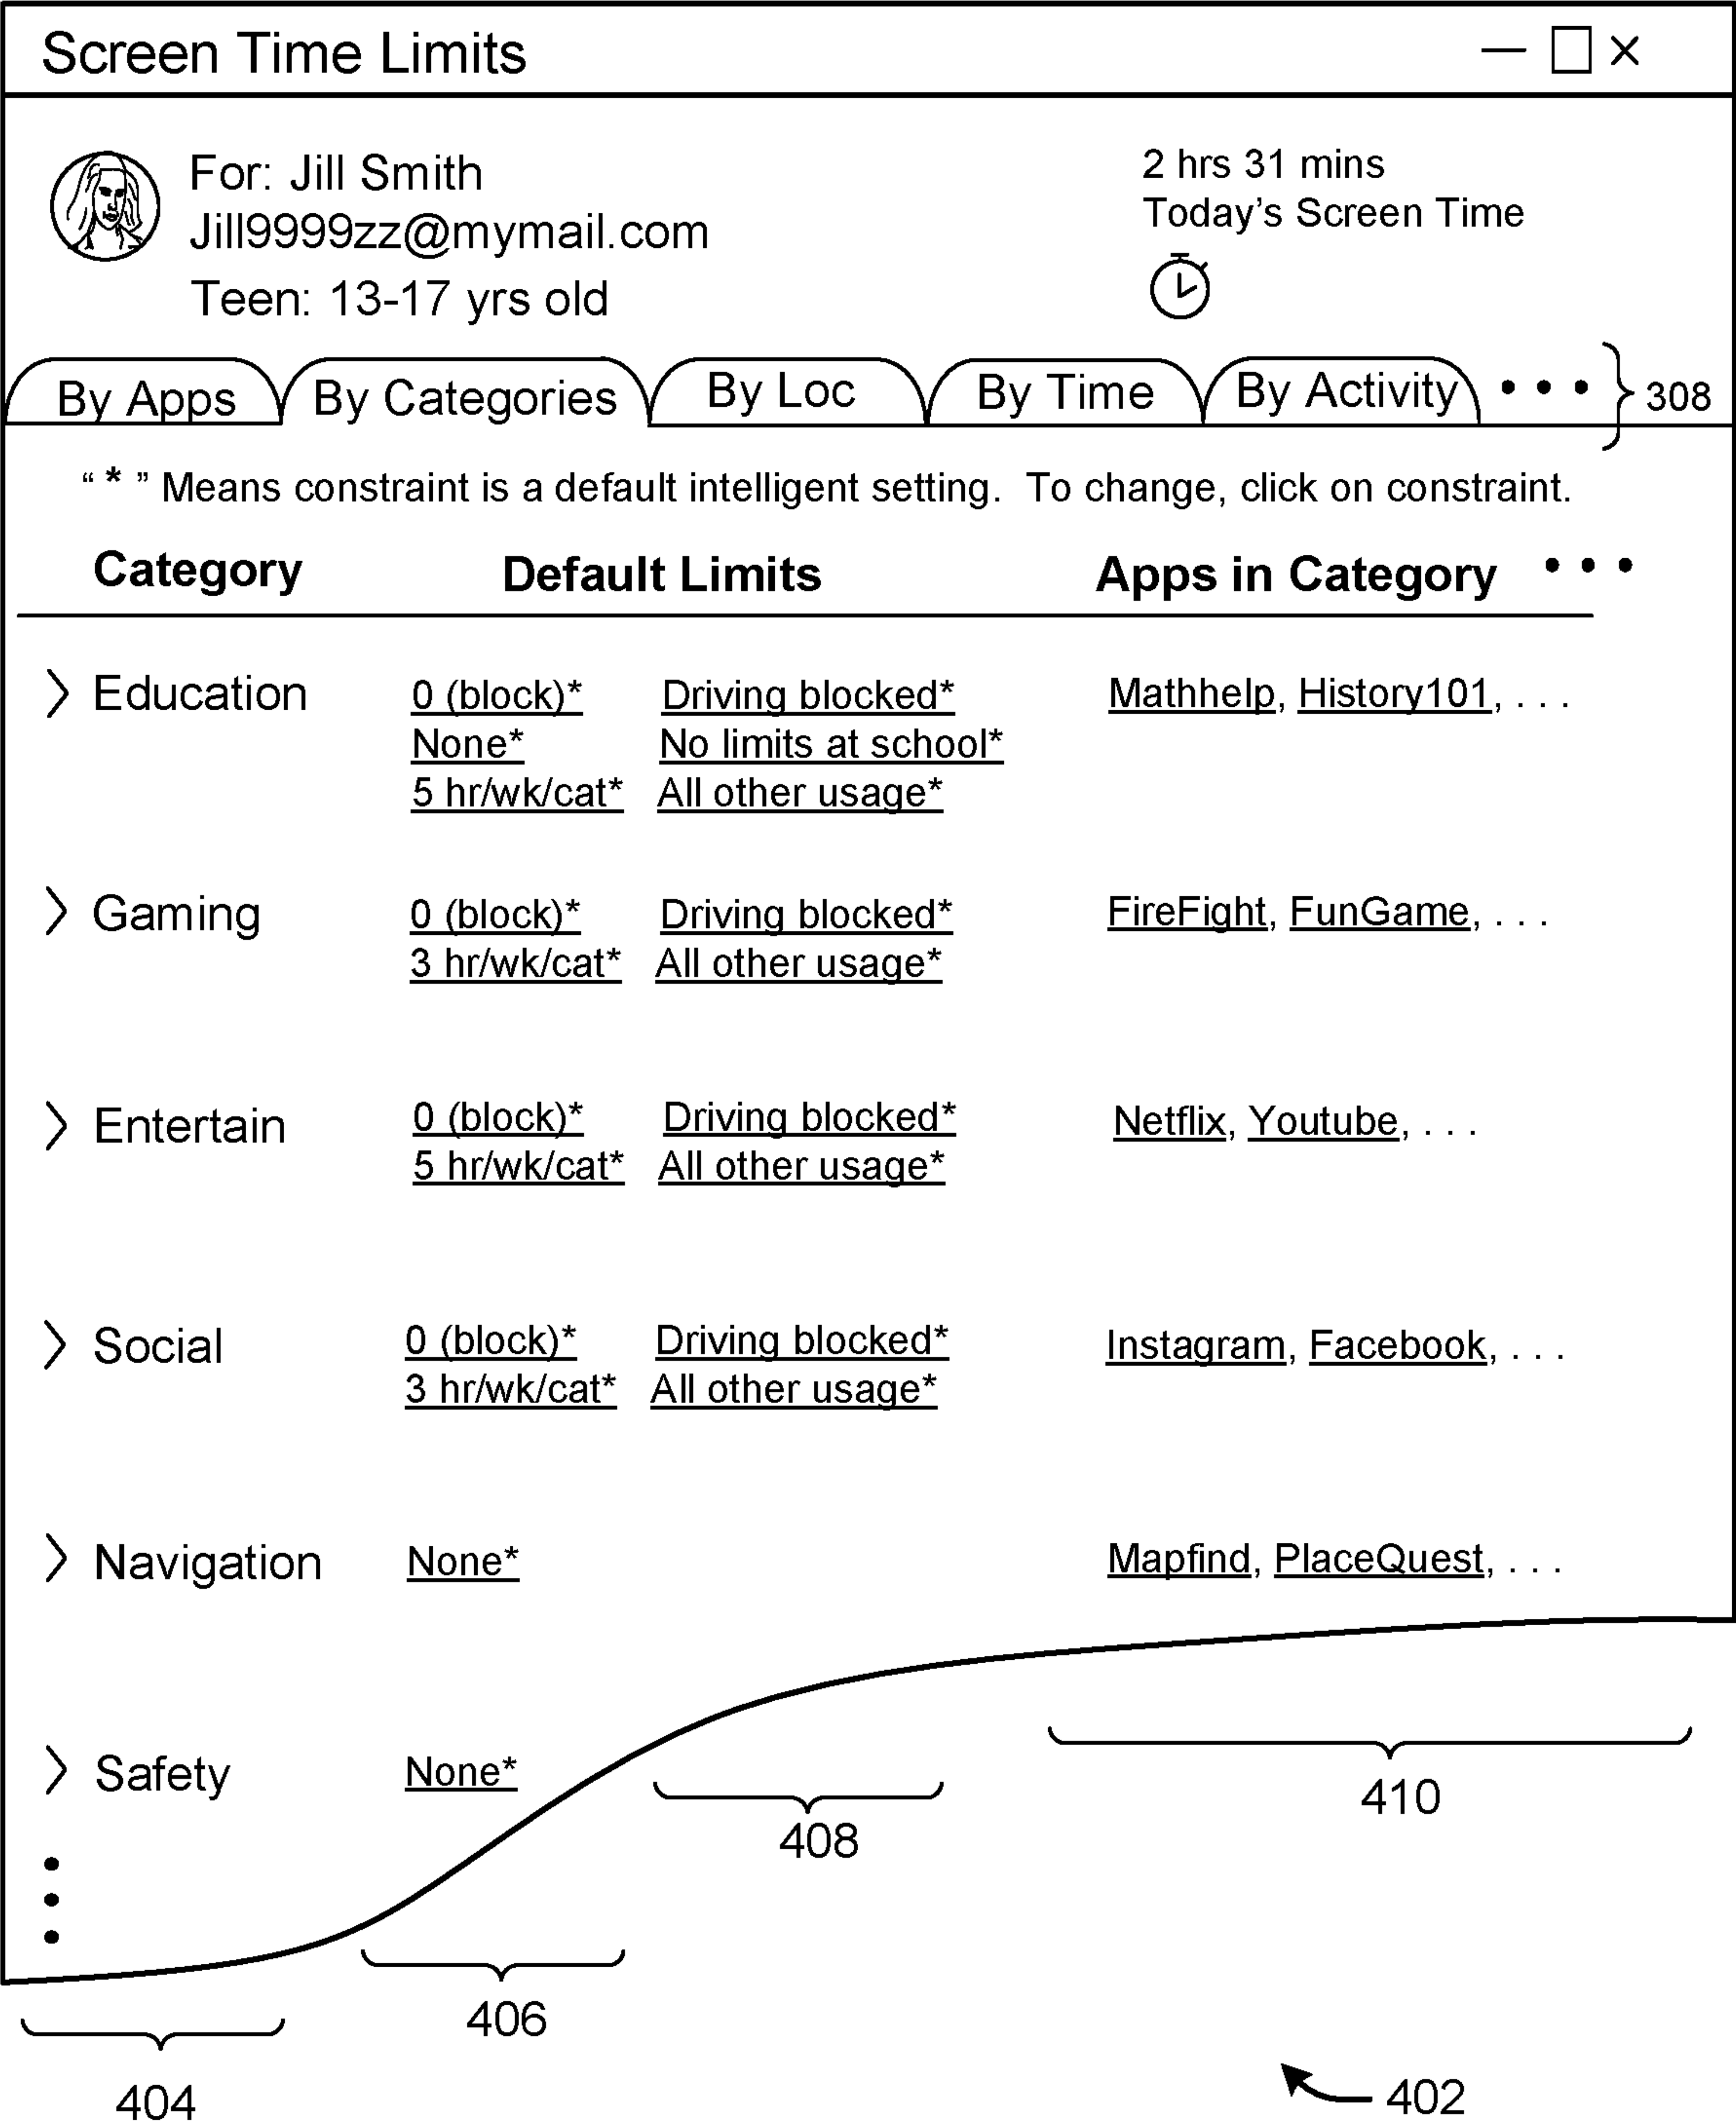 Screen Time Limits
For: Jill Smith
Jill9999zz@mymail.com
Teen: 13-17 yrs old
2 hrs 31 mins
Today's Screen Time
By Apps By Categories By Loc By Time By Activity • • • 308
" * " Means constraint is a default intelligent setting. To change, click on constraint.
Category Default Limits Apps in Category • • •
Education 0 (block)* Driving blocked* Mathhelp, History101, . . .
None* No limits at school*
5 hr/wk/cat* All other usage*
Gaming 0 (block)* Driving blocked* FireFight, FunGame, . . .
3 hr/wk/cat* All other usage*
Entertain 0 (block)* Driving blocked* Netflix, Youtube, . . .
5 hr/wk/cat* All other usage*
Social 0 (block)* Driving blocked* Instagram, Facebook, . . .
3 hr/wk/cat* All other usage*
Navigation None* Mapfind, PlaceQuest, . . .
Safety None*
410
408
406
404
402